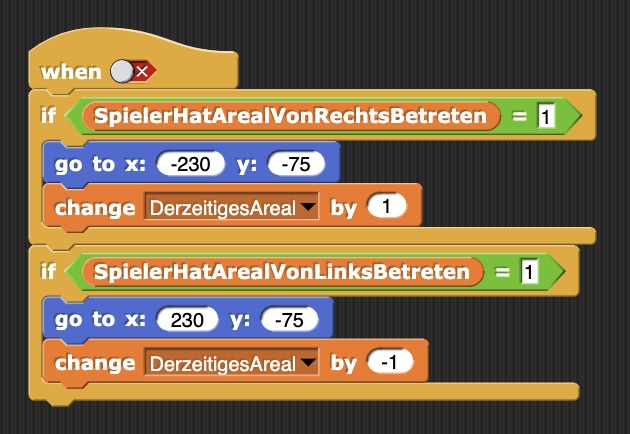 when
if SpielerHatArealVonRechtsBetreten = 1
go to x: -230 y: -75
change DerzeitigesAreal by 1
if SpielerHatArealVonLinksBetreten = 1
go to x: 230 y: -75
change DerzeitigesAreal by -1